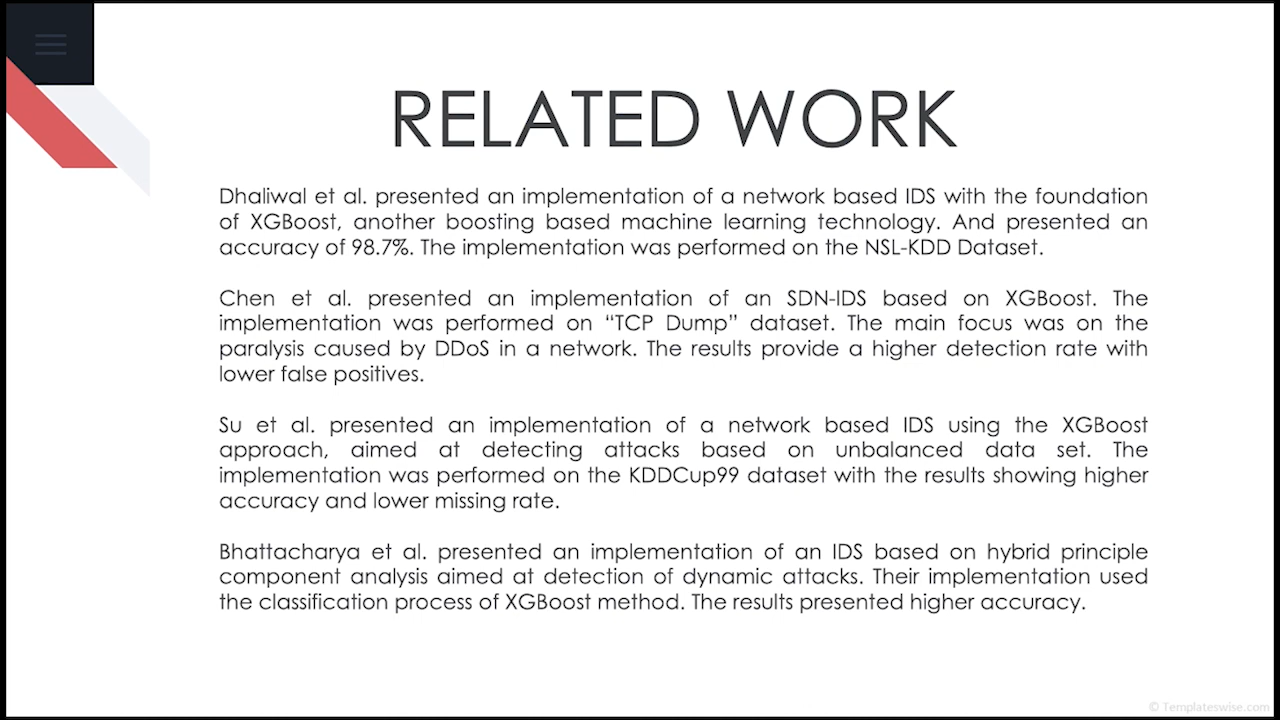 RELATED WORK
Dhaliwal et al. presented an implementation of a network based IDS with the foundation
of XGBoost, another boosting based machine learning technology. And presented an
accuracy of 98.7%. The implementation was performed on the NSL-KDD Dataset.
Chen et al. presented an implementation of an SDN-IDS based on XGBoost. The
implementation was performed on “TCP Dump” dataset. The main focus was on the
paralysis caused by DDoS in a network. The results provide a higher detection rate with
lower false positives.
Su et al. presented an implementation of a network based IDS using the XGBoost
approach, aimed at detecting attacks based on unbalanced data set. The
implementation was performed on the KDDCup99 dataset with the results showing higher
accuracy and lower missing rate.
Bhattacharya et al. presented an implementation of an IDS based on hybrid principle
component analysis aimed at detection of dynamic attacks. Their implementation used
the classification process of XGBoost method. The results presented higher accuracy.
© Templateswise.com